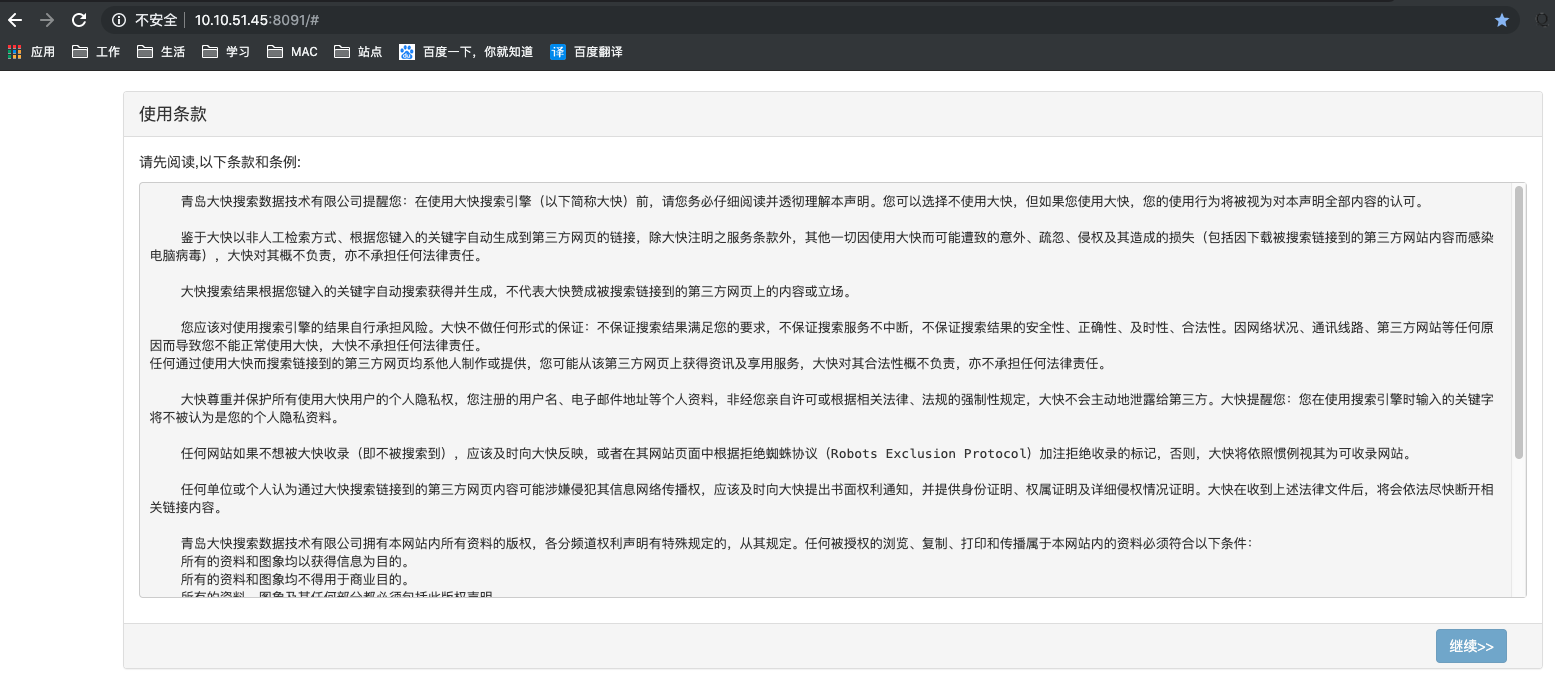 不安全 | 10.10.51.45:8091/#
应用 工作 生活 学习 MAC 站点 百度一下，你就知道 译 百度翻译
使用条款
请先阅读,以下条款和条例:
青岛大快搜索数据技术有限公司提醒您：在使用大快搜索引擎（以下简称大快）前，请您务必仔细阅读并透彻理解本声明。您可以选择不使用大快，但如果您使用大快，您的使用行为将被视为对本声明全部内容的认可。
鉴于大快以非人工检索方式、根据您键入的关键字自动生成到第三方网页的链接，除大快注明之服务条款外，其他一切因使用大快而可能遭致的意外、疏忽、侵权及其造成的损失（包括因下载被搜索链接到的第三方网站内容而感染
电脑病毒），大快对其概不负责，亦不承担任何法律责任。
大快搜索结果根据您键入的关键字自动搜索获得并生成，不代表大快赞成被搜索链接到的第三方网页上的内容或立场。
您应该对使用搜索引擎的结果自行承担风险。大快不做任何形式的保证：不保证搜索结果满足您的要求，不保证搜索服务不中断，不保证搜索结果的安全性、正确性、及时性、合法性。因网络状况、通讯线路、第三方网站等任何原
因而导致您不能正常使用大快，大快不承担任何法律责任。
任何通过使用大快而搜索链接到的第三方网页均系他人制作或提供，您可能从该第三方网页上获得资讯及享用服务，大快对其合法性概不负责，亦不承担任何法律责任。
大快尊重并保护所有使用大快用户的个人隐私权，您注册的用户名、电子邮件地址等个人资料，非经您亲自许可或根据相关法律、法规的强制性规定，大快不会主动地泄露给第三方。大快提醒您：您在使用搜索引擎时输入的关键字
将不被认为是您的个人隐私资料。
任何网站如果不想被大快收录（即不被搜索到），应该及时向大快反映，或者在其网站页面中根据拒绝蜘蛛协议（Robots Exclusion Protocol）加注拒绝收录的标记，否则，大快将依照惯例视其为可收录网站。
任何单位或个人认为通过大快搜索链接到的第三方网页内容可能涉嫌侵犯其信息网络传播权，应该及时向大快提出书面权利通知，并提供身份证明、权属证明及详细侵权情况证明。大快在收到上述法律文件后，将会依法尽快断开相
关链接内容。
青岛大快搜索数据技术有限公司拥有本网站内所有资料的版权，各分频道权利声明有特殊规定的，从其规定。任何被授权的浏览、复制、打印和传播属于本网站内的资料必须符合以下条件：
所有的资料和图象均以获得信息为目的。
所有的资料和图象均不得用于商业目的。
所有的资料、图象及其任何部分都必须包括此版权声明
继续>>